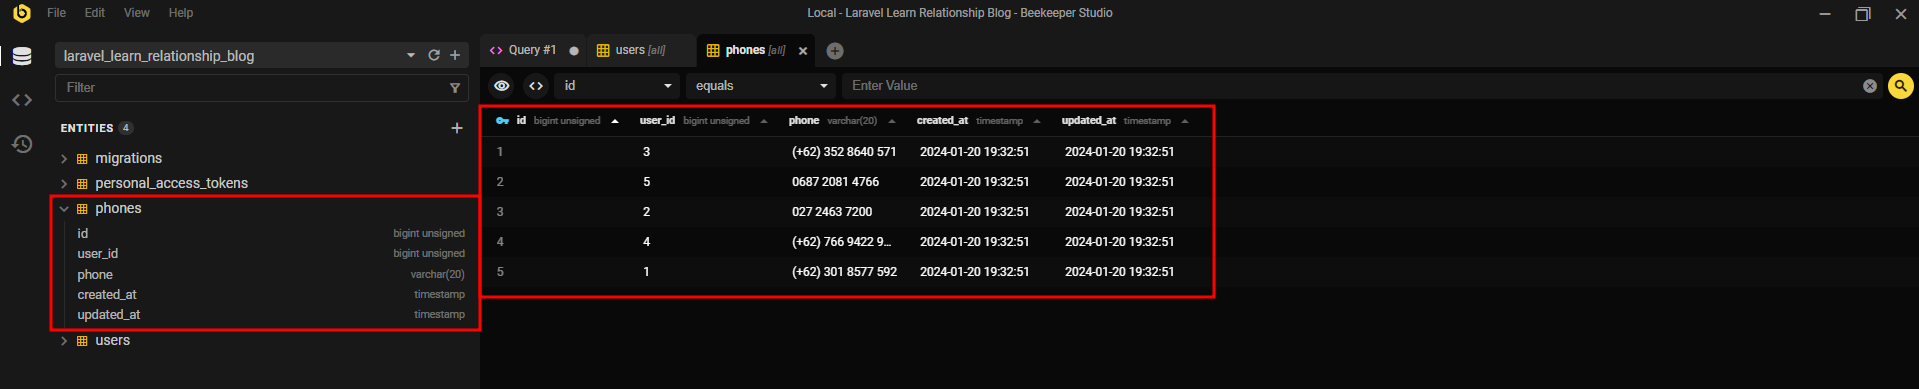 File Edit View Help
Local - Laravel Learn Relationship Blog - Beekeeper Studio
laravel_learn_relationship_blog
Filter
ENTITIES 4
migrations
personal_access_tokens
phones
id bigint unsigned
user_id bigint unsigned
phone varchar(20)
created_at timestamp
updated_at timestamp
users
Query #1 users [all] phones [all]
id equals Enter Value
id bigint unsigned user_id bigint unsigned phone varchar(20) created_at timestamp updated_at timestamp
1 3 (+62) 352 8640 571 2024-01-20 19:32:51 2024-01-20 19:32:51
2 5 0687 2081 4766 2024-01-20 19:32:51 2024-01-20 19:32:51
3 2 027 2463 7200 2024-01-20 19:32:51 2024-01-20 19:32:51
4 4 (+62) 766 9422 9... 2024-01-20 19:32:51 2024-01-20 19:32:51
5 1 (+62) 301 8577 592 2024-01-20 19:32:51 2024-01-20 19:32:51